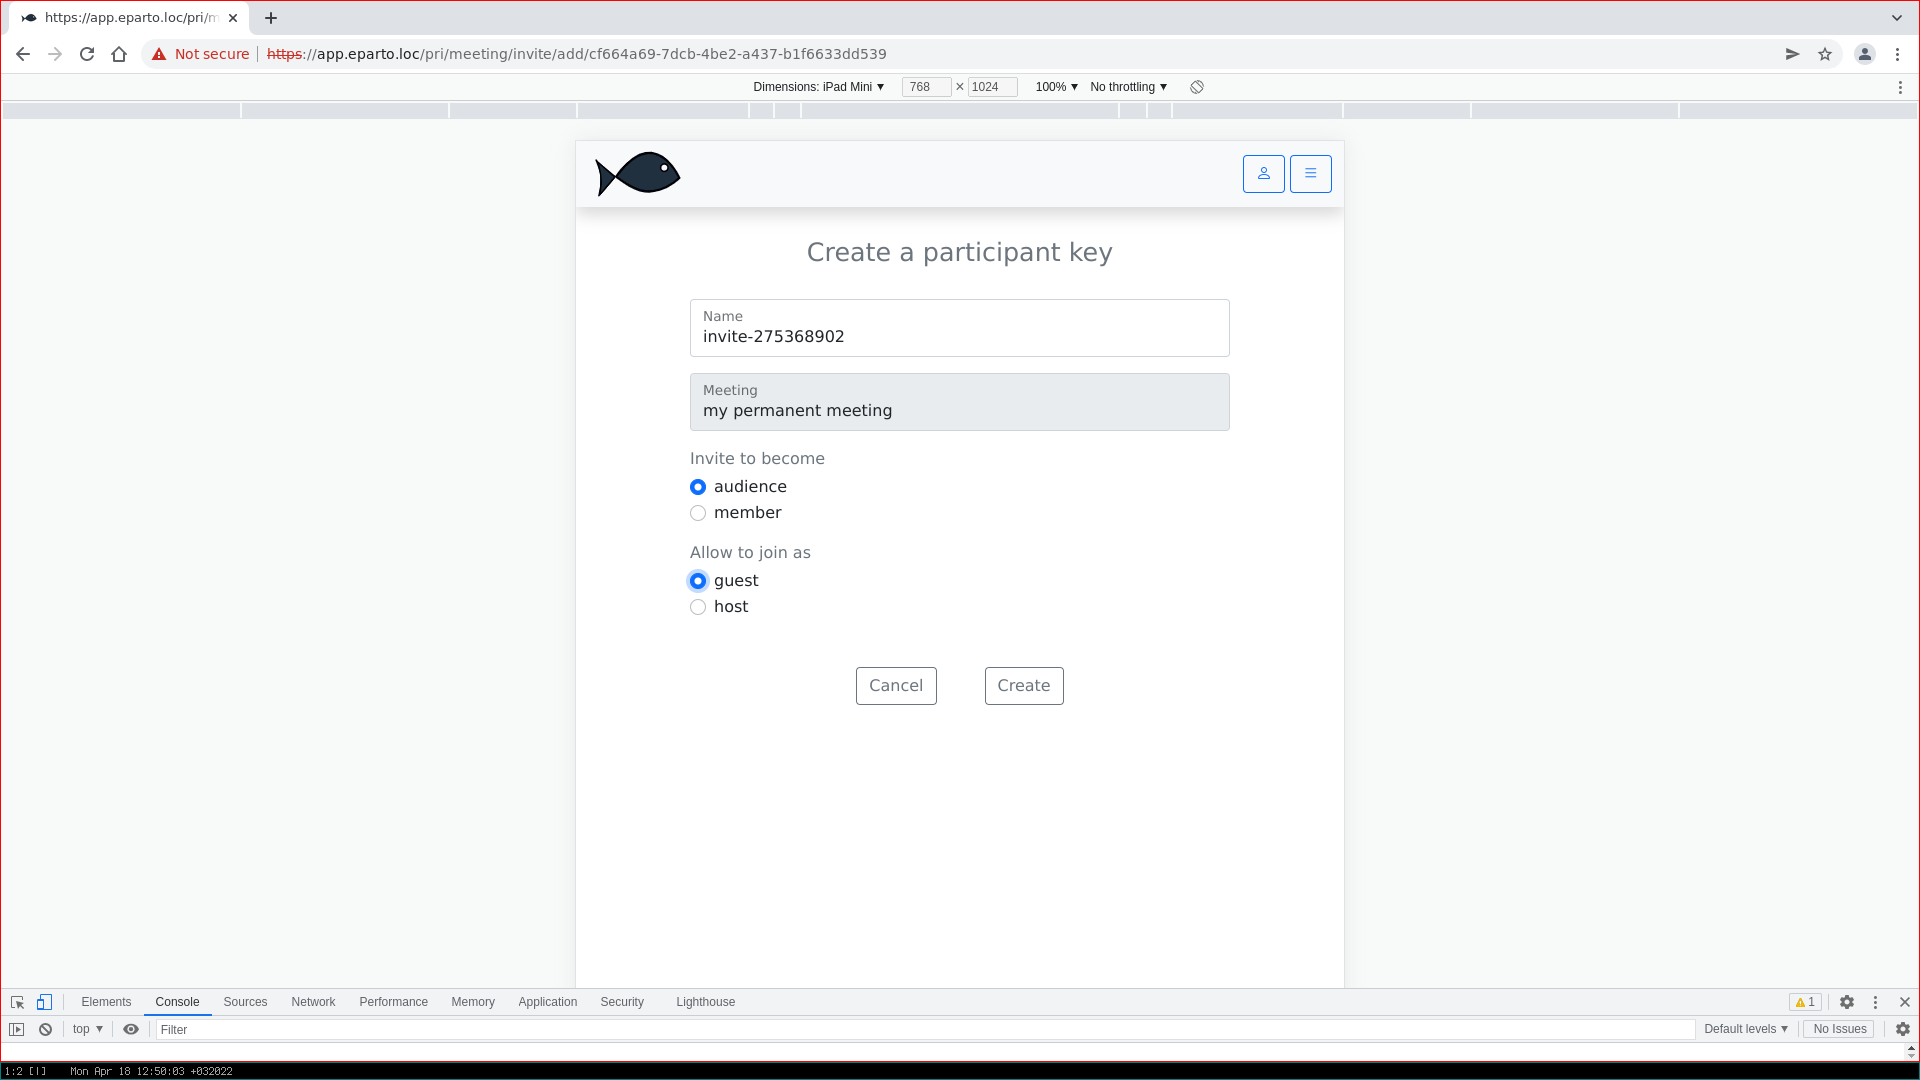 https://app.eparto.loc/pri/m
Not secure https://app.eparto.loc/pri/meeting/invite/add/cf664a69-7dcb-4be2-a437-b1f6633dd539
Dimensions: iPad Mini ▼ 768 × 1024 100% ▼ No throttling ▼
Create a participant key
Name
invite-275368902
Meeting
my permanent meeting
Invite to become
audience
member
Allow to join as
guest
host
Cancel Create
Elements Console Sources Network Performance Memory Application Security Lighthouse 1
top ▼ Filter Default levels ▼ No Issues
1:2 [|] Mon Apr 18 12:50:03 +032022